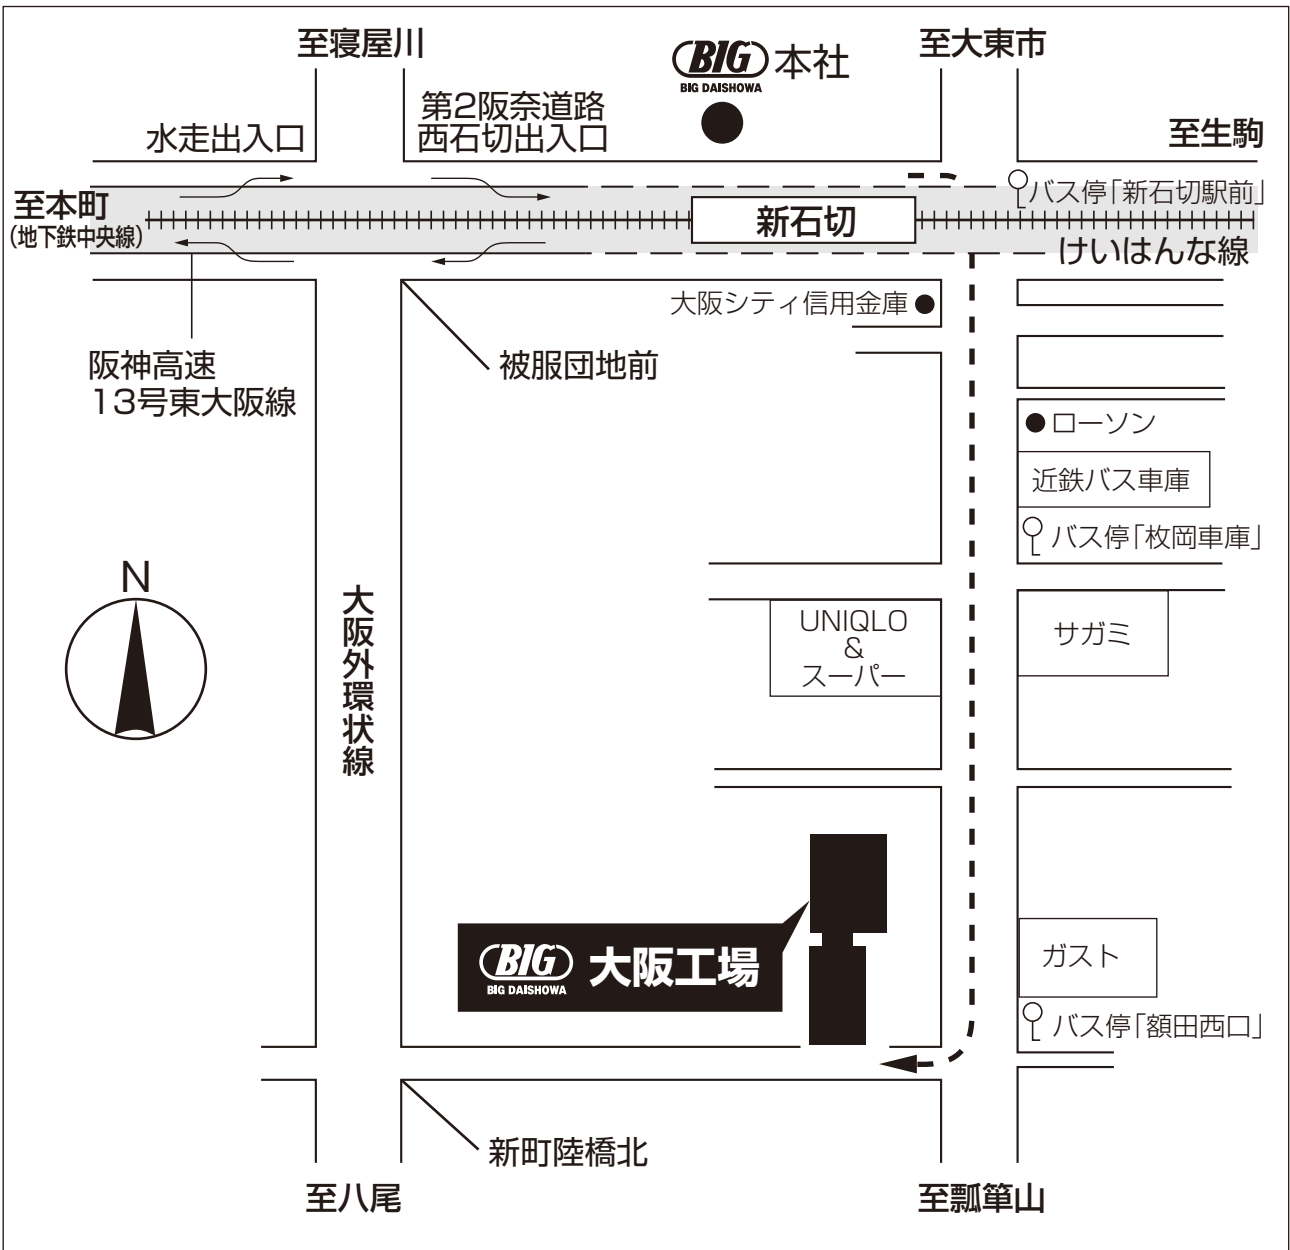 至寝屋川
BIG 本社
BIG DAISHOWA
至大東市
水走出入口
第2阪奈道路
西石切出入口
至生駒
バス停「新石切駅前」
至本町
(地下鉄中央線)
新石切
けいはんな線
大阪シティ信用金庫
阪神高速
13号東大阪線
被服団地前
ローソン
近鉄バス車庫
バス停「枚岡車庫」
N
大阪外環状線
UNIQLO
&
スーパー
サガミ
BIG 大阪工場
BIG DAISHOWA
ガスト
バス停「額田西口」
新町陸橋北
至八尾
至瓢箪山